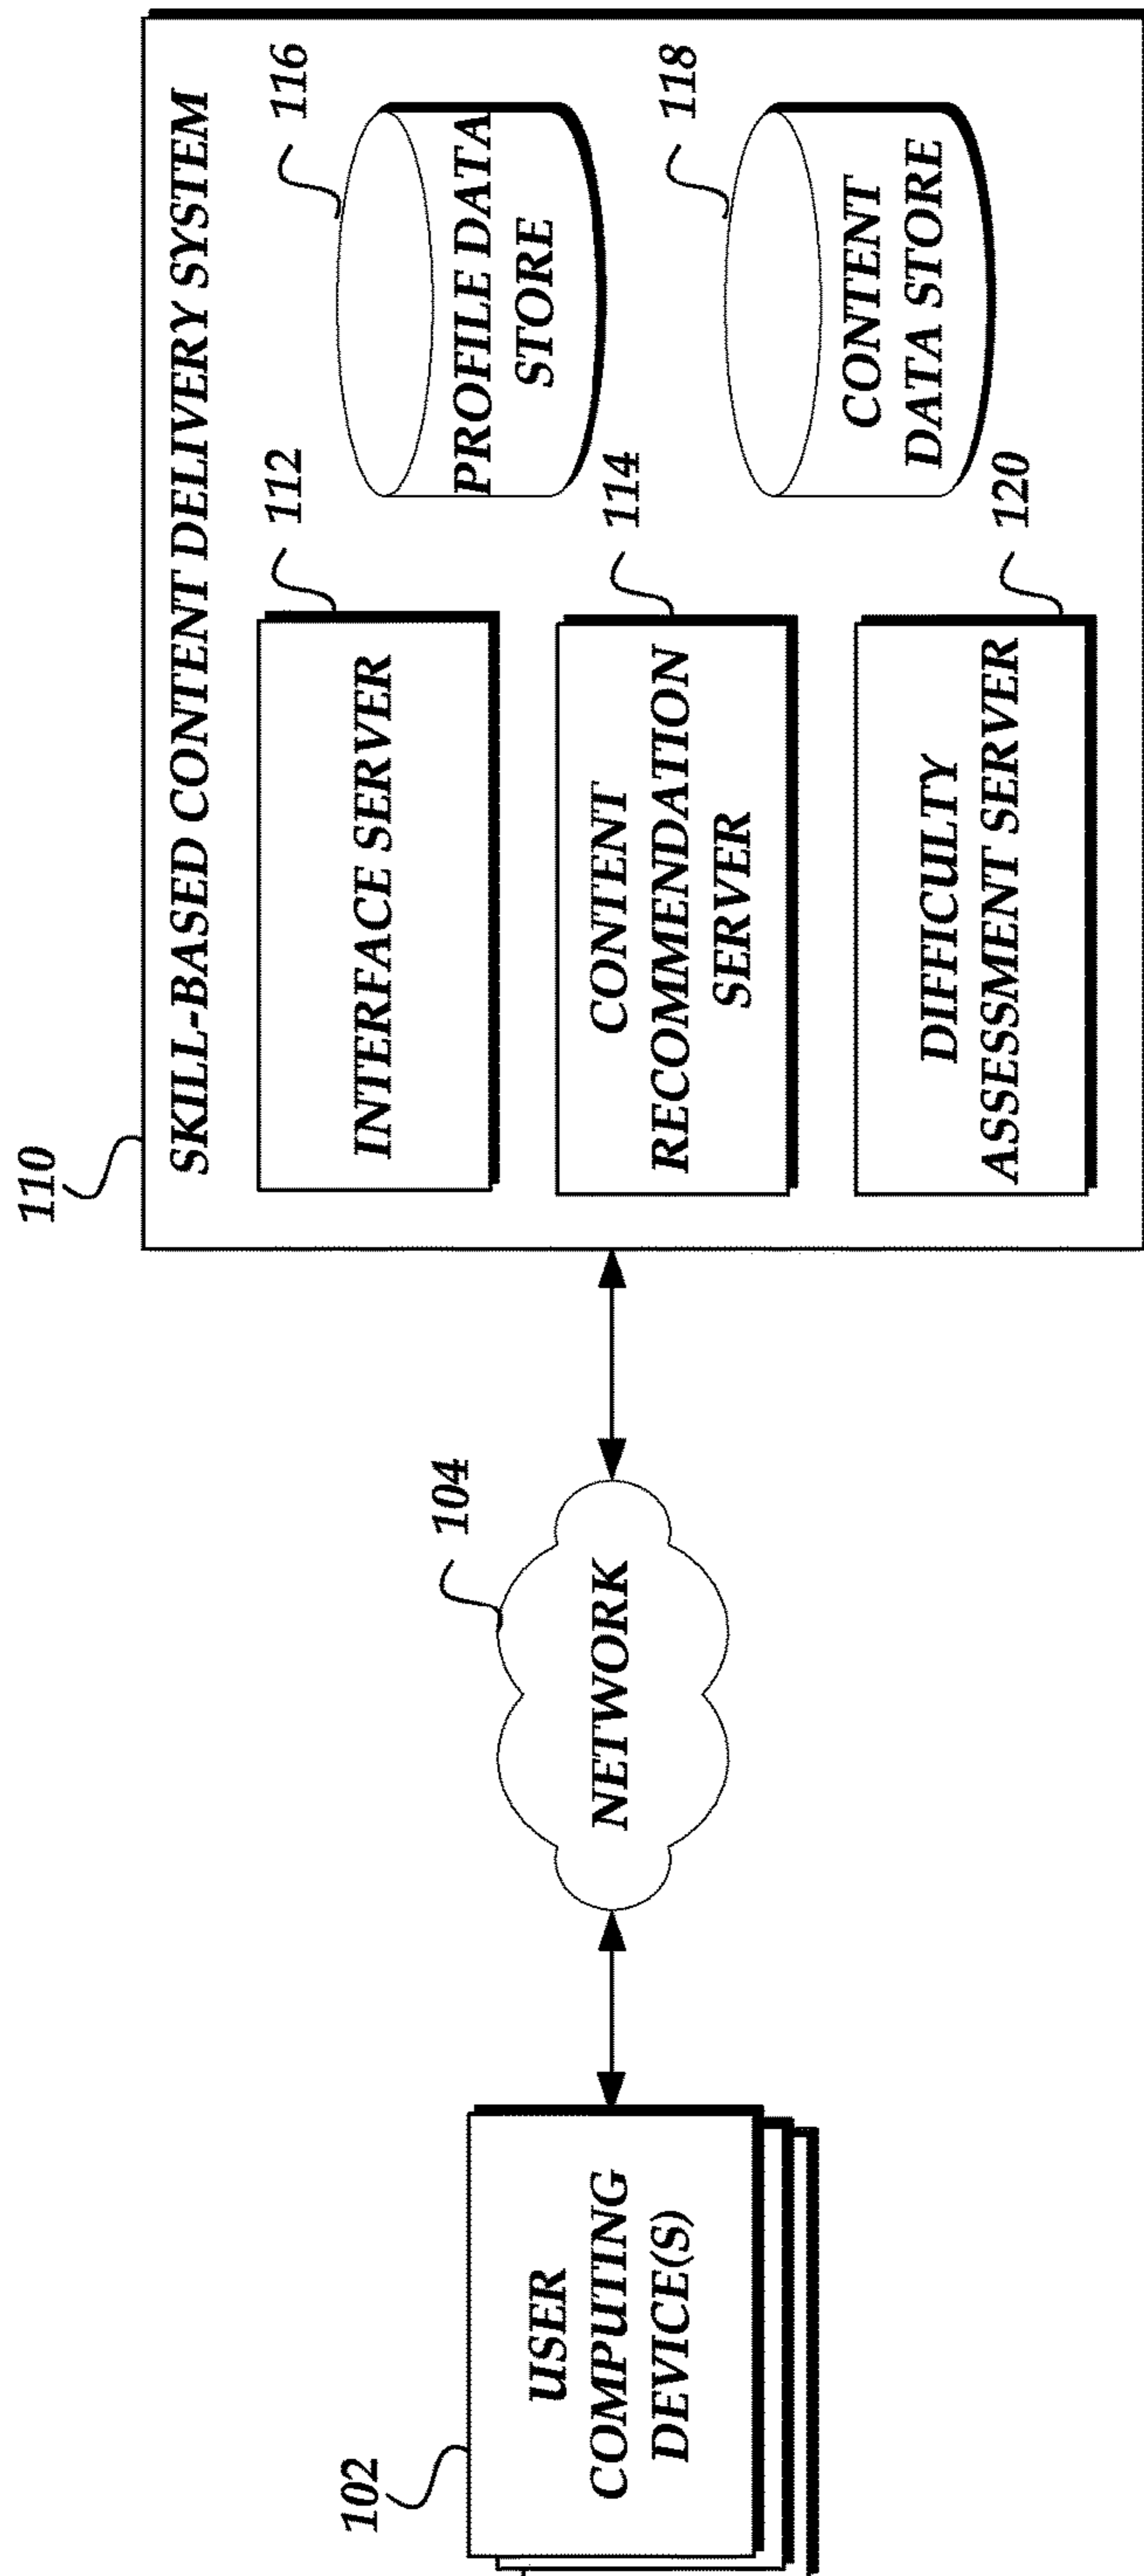 110
SKILL-BASED CONTENT DELIVERY SYSTEM
112
INTERFACE SERVER
116
PROFILE DATA
STORE
114
CONTENT
RECOMMENDATION
SERVER
118
CONTENT
DATA STORE
120
DIFFICULTY
ASSESSMENT SERVER
104
NETWORK
102
USER
COMPUTING
DEVICE(S)